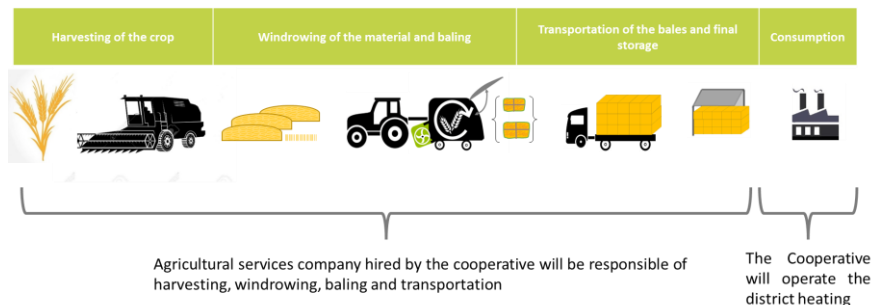 Harvesting of the crop
Windrowing of the material and baling
Transportation of the bales and final
storage
Consumption
Agricultural services company hired by the cooperative will be responsible of
harvesting, windrowing, baling and transportation
The Cooperative
will operate the
district heating